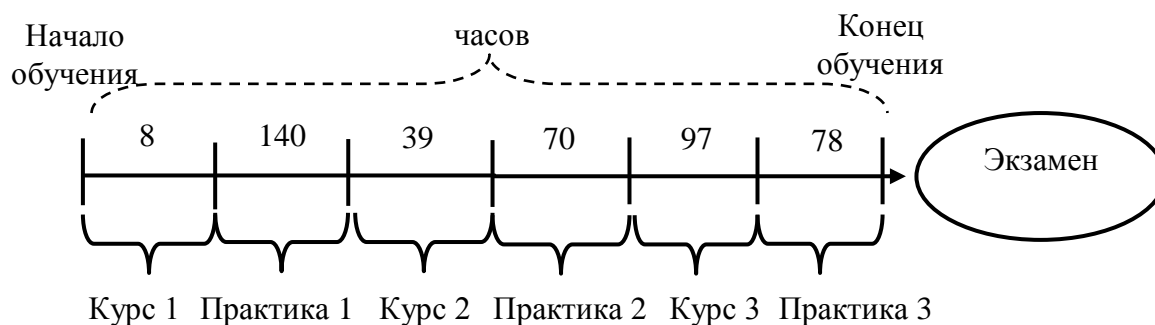 Начало
обучения
часов
Конец
обучения
8 140 39 70 97 78
Экзамен
Курс 1 Практика 1 Курс 2 Практика 2 Курс 3 Практика 3